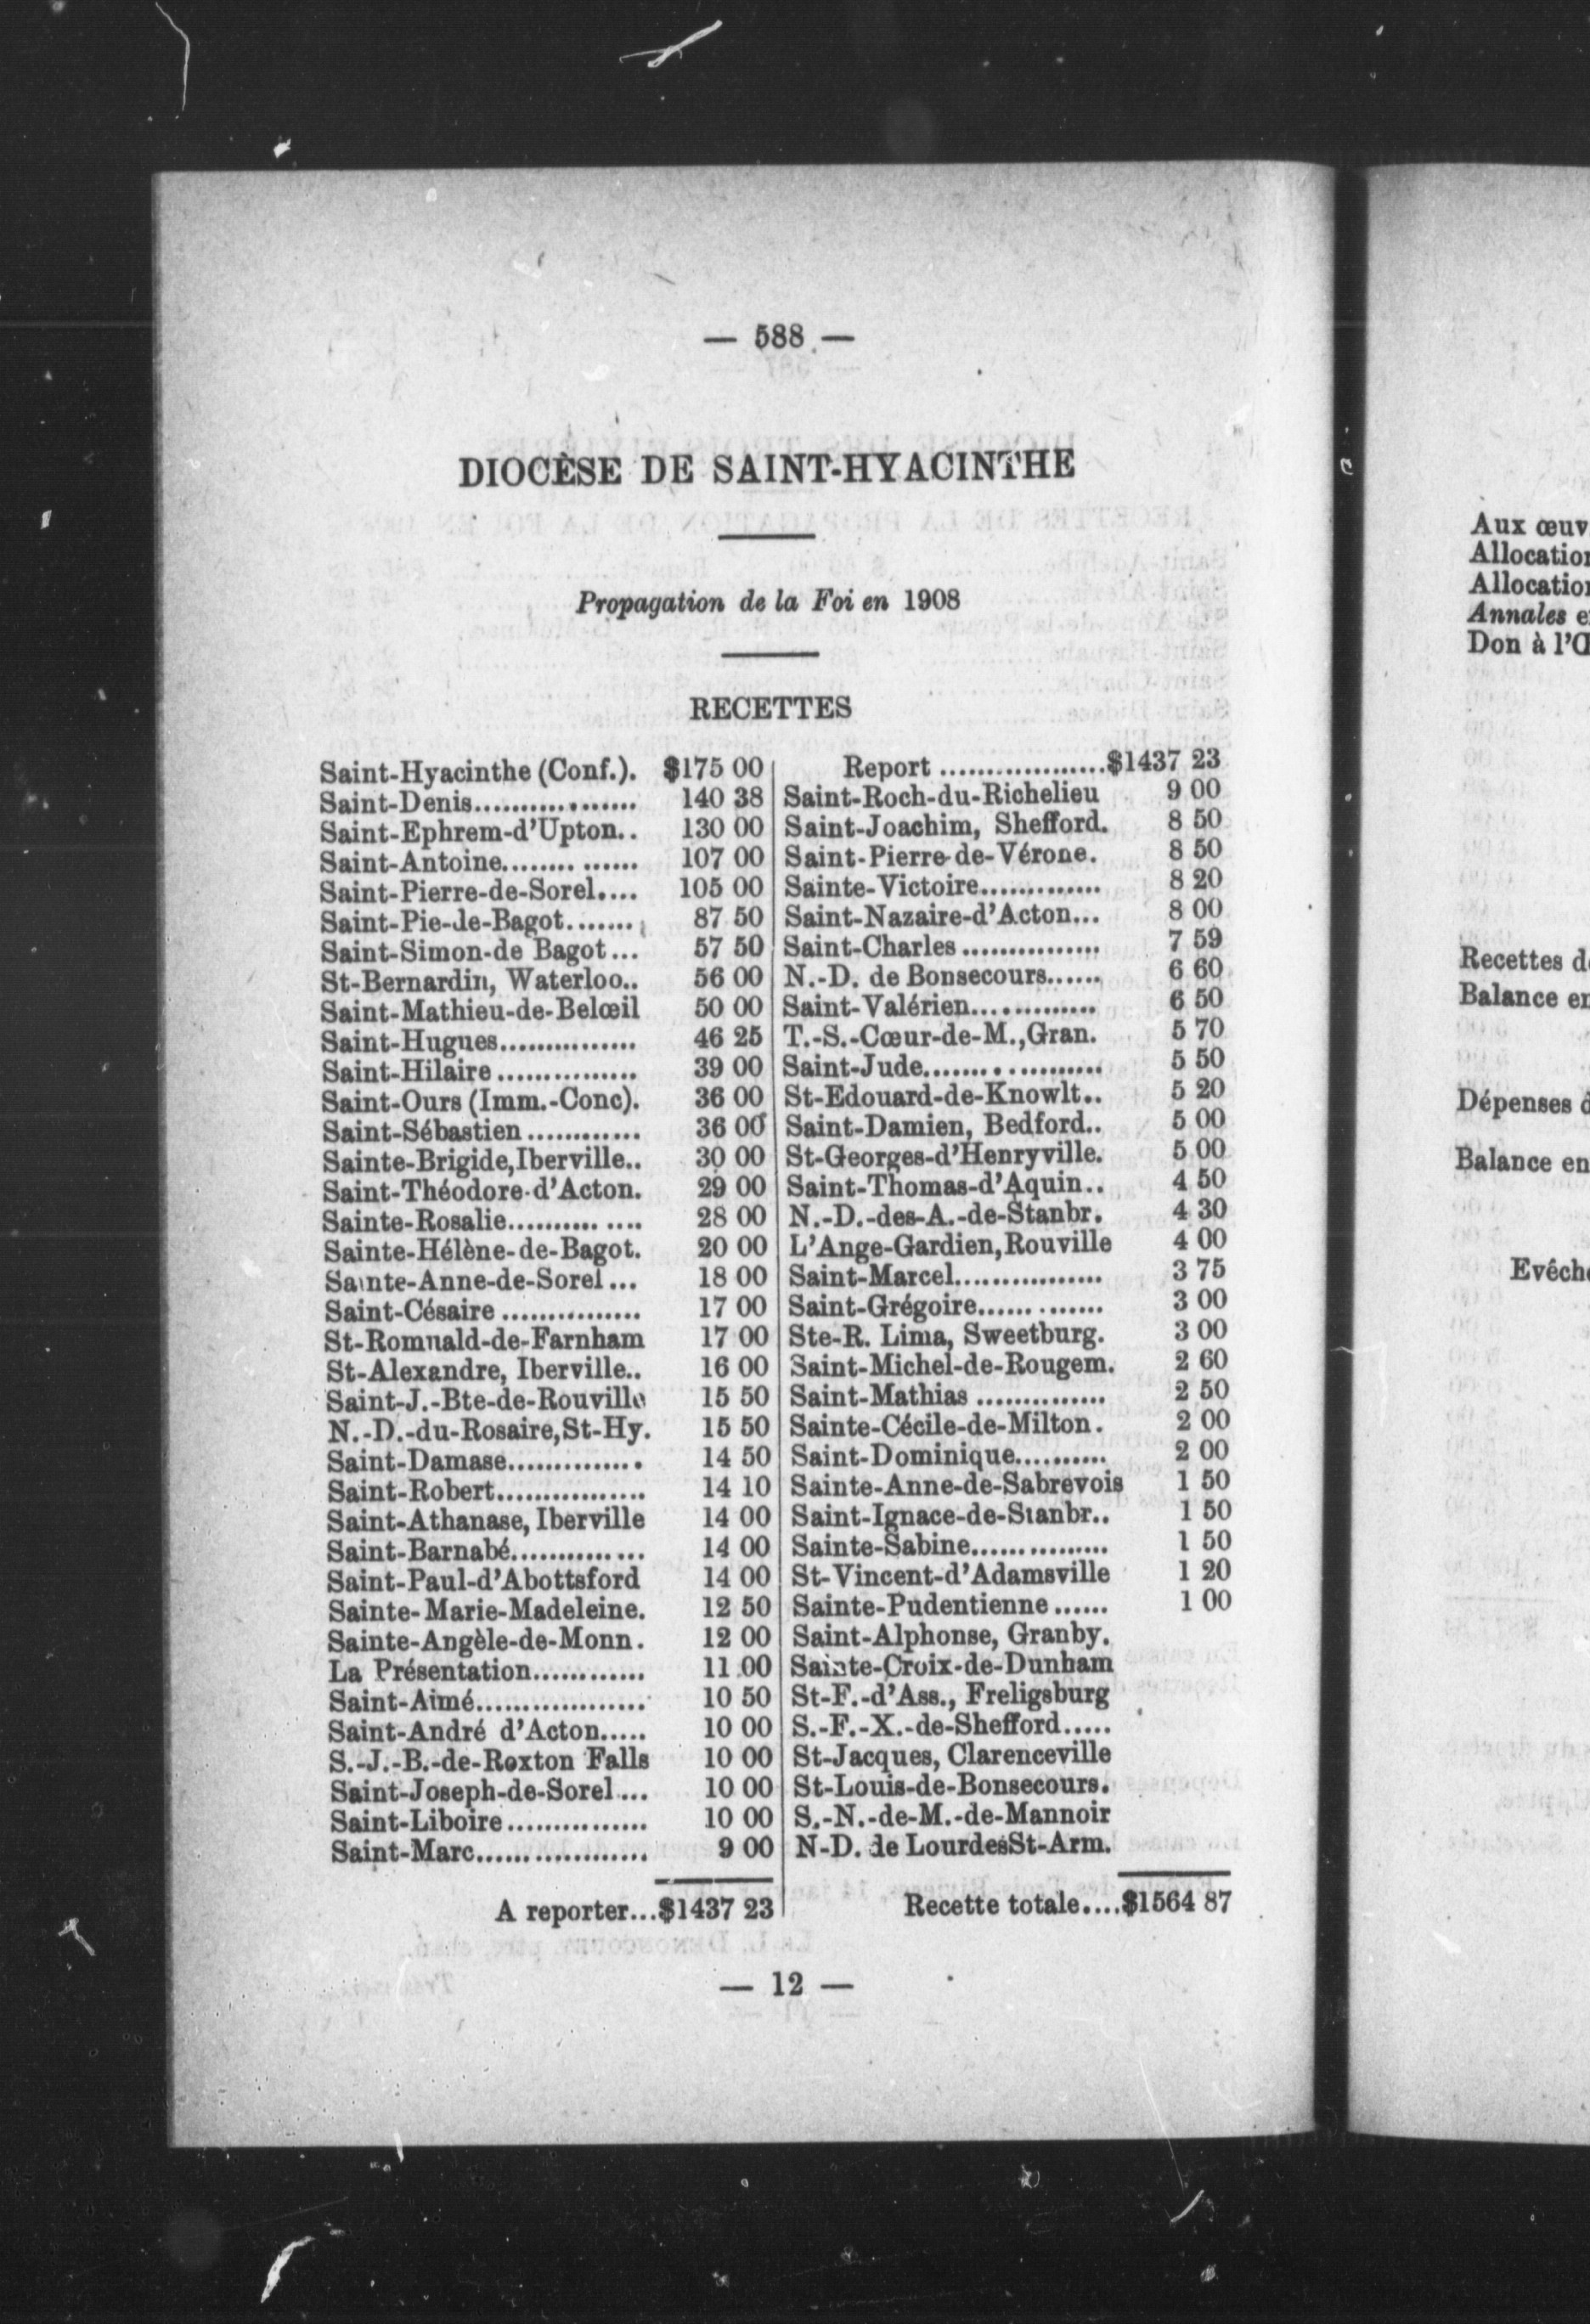 — 588 —
DIOCÈSE DE SAINT-HYACINTHE
Propagation de la Foi en 1908
RECETTES
Saint-Hyacinthe (Conf.). $175 00
Saint-Denis.................. 140 38
Saint-Ephrem-d'Upton.. 130 00
Saint-Antoine........ ...... 107 00
Saint-Pierre-de-Sorel.... 105 00
Saint-Pie-de-Bagot....... 87 50
Saint-Simon-de Bagot... 57 50
St-Bernardin, Waterloo.. 56 00
Saint-Mathieu-de-Belœil 50 00
Saint-Hugues............... 46 25
Saint-Hilaire............... 39 00
Saint-Ours (Imm.-Conc). 36 00
Saint-Sébastien............ 36 00
Sainte-Brigide,Iberville.. 30 00
Saint-Théodore-d'Acton. 29 00
Sainte-Rosalie.......... .... 28 00
Sainte-Hélène-de-Bagot. 20 00
Sainte-Anne-de-Sorel... 18 00
Saint-Césaire ............... 17 00
St-Romuald-de-Farnham 17 00
St-Alexandre, Iberville.. 16 00
Saint-J.-Bte-de-Rouville 15 50
N.-D.-du-Rosaire,St-Hy. 15 50
Saint-Damase.............. 14 50
Saint-Robert................ 14 10
Saint-Athanase, Iberville 14 00
Saint-Barnabé.............. 14 00
Saint-Paul-d'Abottsford 14 00
Sainte-Marie-Madeleine. 12 50
Sainte-Angèle-de-Monn. 12 00
La Présentation............ 11 00
Saint-Aimé.................. 10 50
Saint-André d'Acton..... 10 00
S.-J.-B.-de-Roxton Falls 10 00
Saint-Joseph-de-Sorel.... 10 00
Saint-Liboire............... 10 00
Saint-Marc.................. 9 00
A reporter...$1437 23
Report ..................$1437 23
Saint-Roch-du-Richelieu 9 00
Saint-Joachim, Shefford. 8 50
Saint-Pierre-de-Vérone. 8 50
Sainte-Victoire............. 8 20
Saint-Nazaire-d'Acton... 8 00
Saint-Charles............... 7 59
N.-D. de Bonsecours...... 6 60
Saint-Valérien............. 6 50
T.-S.-Cœur-de-M.,Gran. 5 70
Saint-Jude................... 5 50
St-Edouard-de-Knowlt.. 5 20
Saint-Damien, Bedford.. 5 00
St-Georges-d'Henryville. 5 00
Saint-Thomas-d'Aquin.. 4 50
N.-D.-des-A.-de-Stanbr. 4 30
L'Ange-Gardien,Rouville 4 00
Saint-Marcel................ 3 75
Saint-Grégoire............. 3 00
Ste-R. Lima, Sweetburg. 3 00
Saint-Michel-de-Rougem. 2 60
Saint-Mathias .............. 2 50
Sainte-Cécile-de-Milton. 2 00
Saint-Dominique.......... 2 00
Sainte-Anne-de-Sabrevois 1 50
Saint-Ignace-de-Stanbr.. 1 50
Sainte-Sabine............... 1 50
St-Vincent-d'Adamsville 1 20
Sainte-Pudentienne...... 1 00
Saint-Alphonse, Granby.
Sainte-Croix-de-Dunham
St-F.-d'Ass., Freligsburg
S.-F.-X.-de-Shefford.....
St-Jacques, Clarenceville
St-Louis-de-Bonsecours.
S.-N.-de-M.-de-Mannoir
N-D. de LourdesSt-Arm.
Recette totale....$1564 87
— 12 —
Aux œuv
Allocation
Allocation
Annales e
Don à l'Œ
Recettes de
Balance en
Dépenses d
Balance en
Evêch